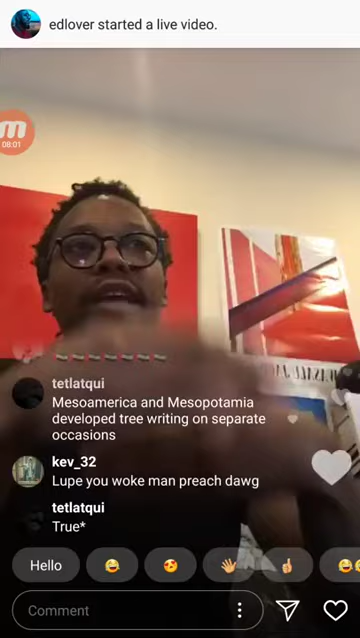 edlover started a live video.
08:01
tetlatqui
Mesoamerica and Mesopotamia
developed tree writing on separate
occasions
kev_32
Lupe you woke man preach dawg
tetlatqui
True*
Hello
Comment